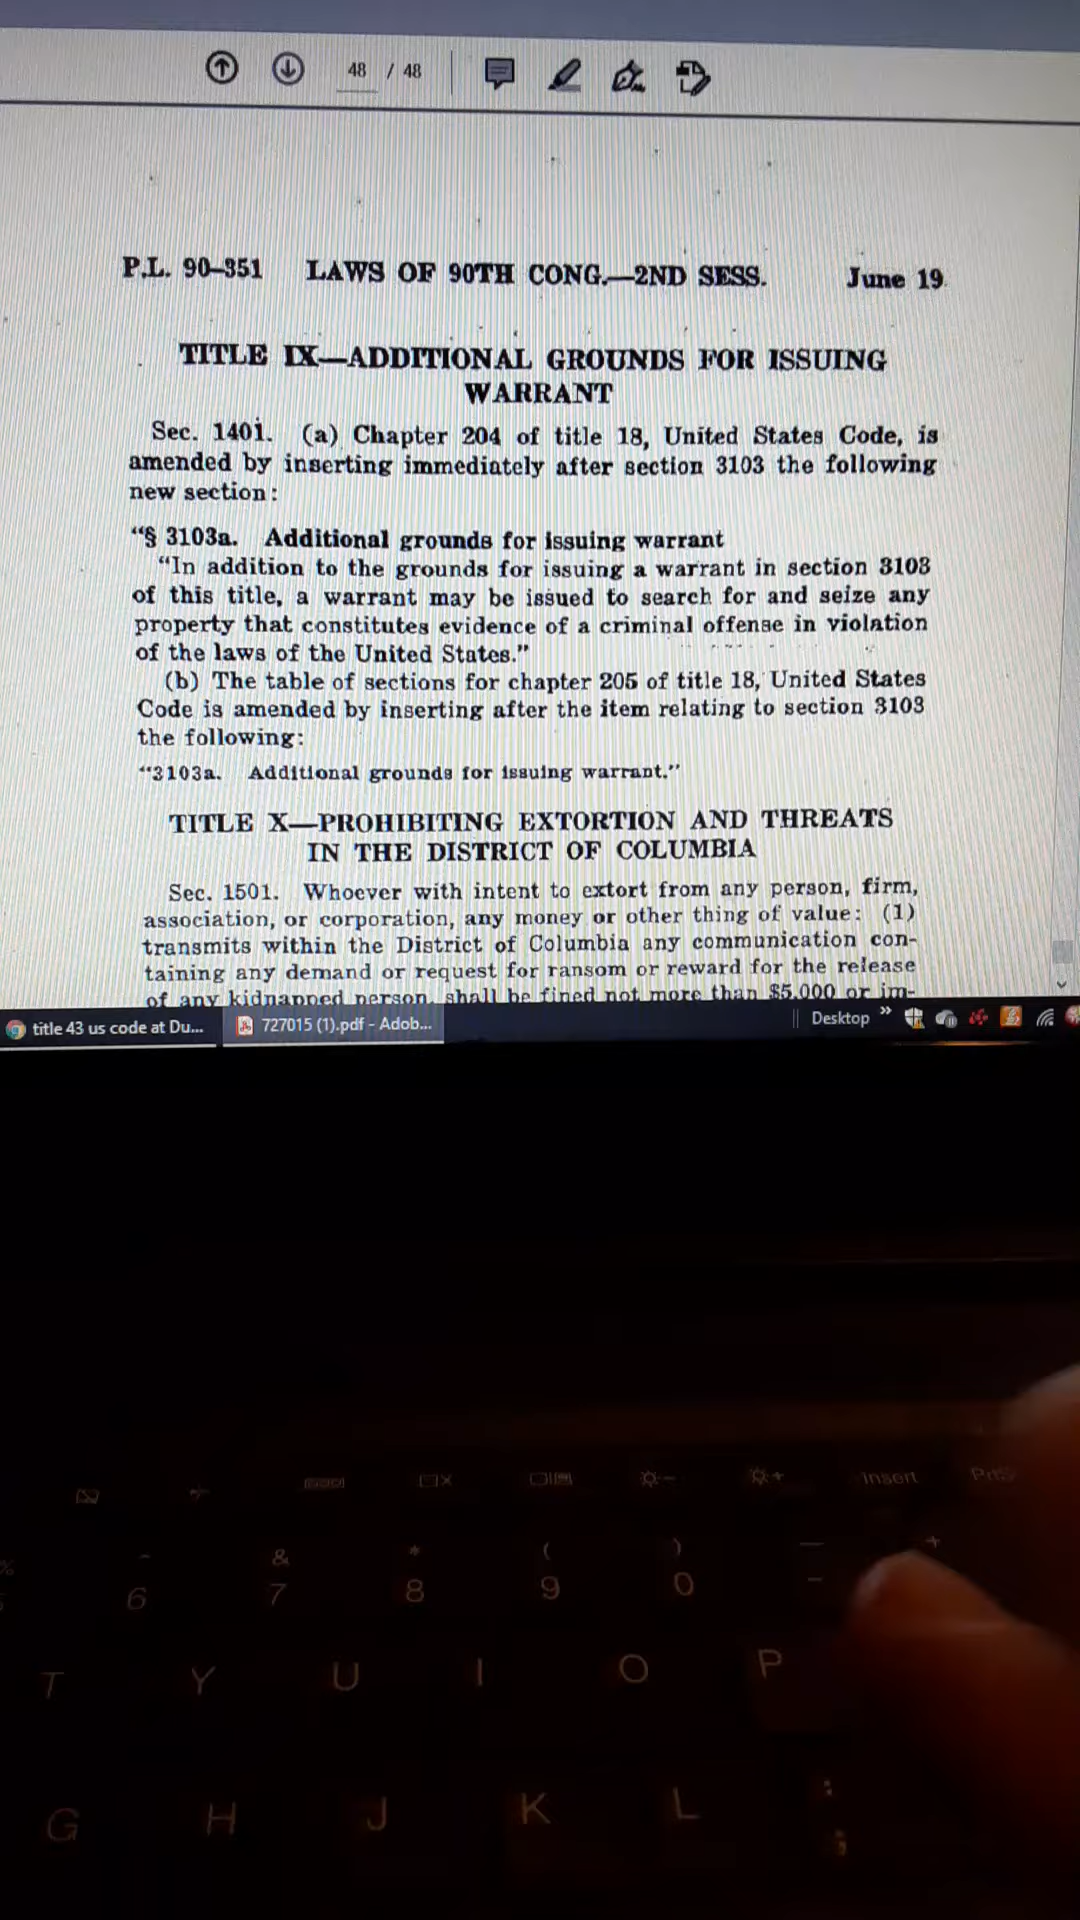 48 / 48
P.L. 90–351 LAWS OF 90TH CONG.—2ND SESS. June 19
TITLE IX—ADDITIONAL GROUNDS FOR ISSUING
WARRANT
Sec. 1401. (a) Chapter 204 of title 18, United States Code, is
amended by inserting immediately after section 3103 the following
new section:
“§ 3103a. Additional grounds for issuing warrant
“In addition to the grounds for issuing a warrant in section 3103
of this title, a warrant may be issued to search for and seize any
property that constitutes evidence of a criminal offense in violation
of the laws of the United States.”
(b) The table of sections for chapter 205 of title 18, United States
Code is amended by inserting after the item relating to section 3103
the following:
“3103a. Additional grounds for issuing warrant.”
TITLE X—PROHIBITING EXTORTION AND THREATS
IN THE DISTRICT OF COLUMBIA
Sec. 1501. Whoever with intent to extort from any person, firm,
association, or corporation, any money or other thing of value: (1)
transmits within the District of Columbia any communication con-
taining any demand or request for ransom or reward for the release
of any kidnapped person, shall be fined not more than $5,000 or im-
title 43 us code at Du... 727015 (1).pdf - Adob... Desktop »
Insert
& * ( ) — +
6 7 8 9 0 -
T Y U I O P
G H J K L : ;